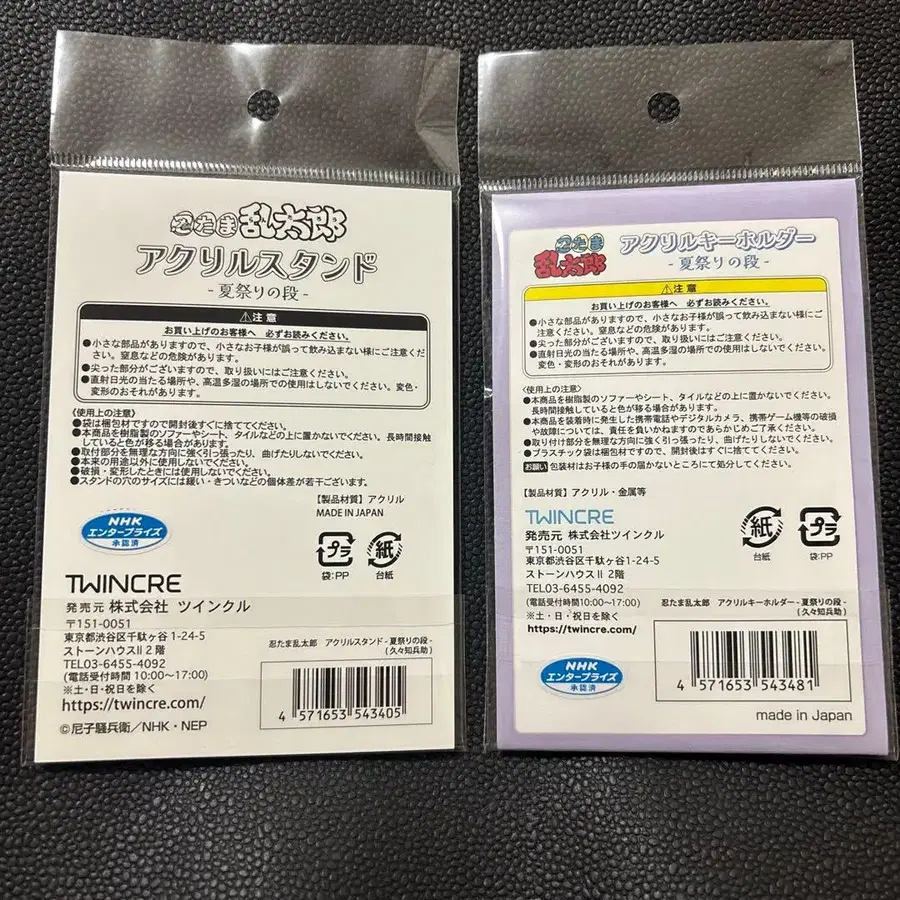 忍たま乱太郎
アクリルスタンド
- 夏祭りの段 -
⚠注意
お買い上げのお客様へ 必ずお読みください。
●小さな部品がありますので、小さなお子様が誤って飲み込まない様にご注意くだ
さい。窒息などの危険があります。
●尖った部分がございますので、取り扱いにはご注意ください。
●直射日光の当たる場所や、高温多湿の場所での使用はしないでください。変色・
変形のおそれがあります。
〈使用上の注意〉
●袋は梱包材ですので開封後すぐに捨ててください。
●本商品を樹脂製のソファーやシート、タイルなどの上に置かないでください。長時間接触
していると色が移る場合があります。
●取付部分を無理な方向に強く引っ張ったり、曲げたりしないでください。
●本来の用途以外に使用しないでください。
●破損・変形したときには使用しないでください。
●スタンドの穴のサイズには緩い・きついなどの個体差が若干ございます。
【製品材質】アクリル
MADE IN JAPAN
NHK
エンタープライズ
承認済
プラ
袋:PP
紙
台紙
TWINCRE
発売元 株式会社 ツインクル
〒151-0051
東京都渋谷区千駄ヶ谷 1-24-5
ストーンハウスⅡ 2 階
TEL03-6455-4092
(電話受付時間 10:00〜17:00)
※土・日・祝日を除く
https://twincre.com/
©尼子騒兵衛／NHK・NEP
忍たま乱太郎 アクリルスタンド - 夏祭りの段 -
(久々知兵助)
4 571653 543405
忍たま
乱太郎
アクリルキーホルダー
- 夏祭りの段 -
⚠注意
お買い上げのお客様へ 必ずお読みください。
●小さな部品がありますので、小さなお子様が誤って飲み込まない様にご注意
ください。窒息などの危険があります。
●尖った部分がございますので、取り扱いにはご注意ください。
●直射日光の当たる場所や、高温多湿の場所での使用はしないでください。
変色・変形のおそれがあります。
〈使用上の注意〉
●本商品を樹脂製のソファーやシート、タイルなどの上に置かないでください。
長時間接触していると色が移る場合があります。
●本商品を装着時に発生した携帯電話やデジタルカメラ、携帯ゲーム機等の破損
や故障については、責任を負いかねますのであらかじめご了承ください。
●取り付け部分を無理な方向に強く引っ張ったり、曲げたりしないでください。
●プラスチック袋は梱包材ですので、開封後はすぐに捨ててください。
お願い 包装材はお子様の手の届かないところにて処分してください。
【製品材質】アクリル・金属等
TWINCRE
発売元 株式会社ツインクル
〒151-0051
東京都渋谷区千駄ヶ谷1-24-5
ストーンハウスⅡ 2階
TEL03-6455-4092
(電話受付時間10:00〜17:00)
※土・日・祝日を除く
https://twincre.com/
紙
台紙
プラ
袋:PP
忍たま乱太郎 アクリルキーホルダー - 夏祭りの段 -
(久々知兵助)
4 571653 543481
NHK
エンタープライズ
承認済
made in Japan